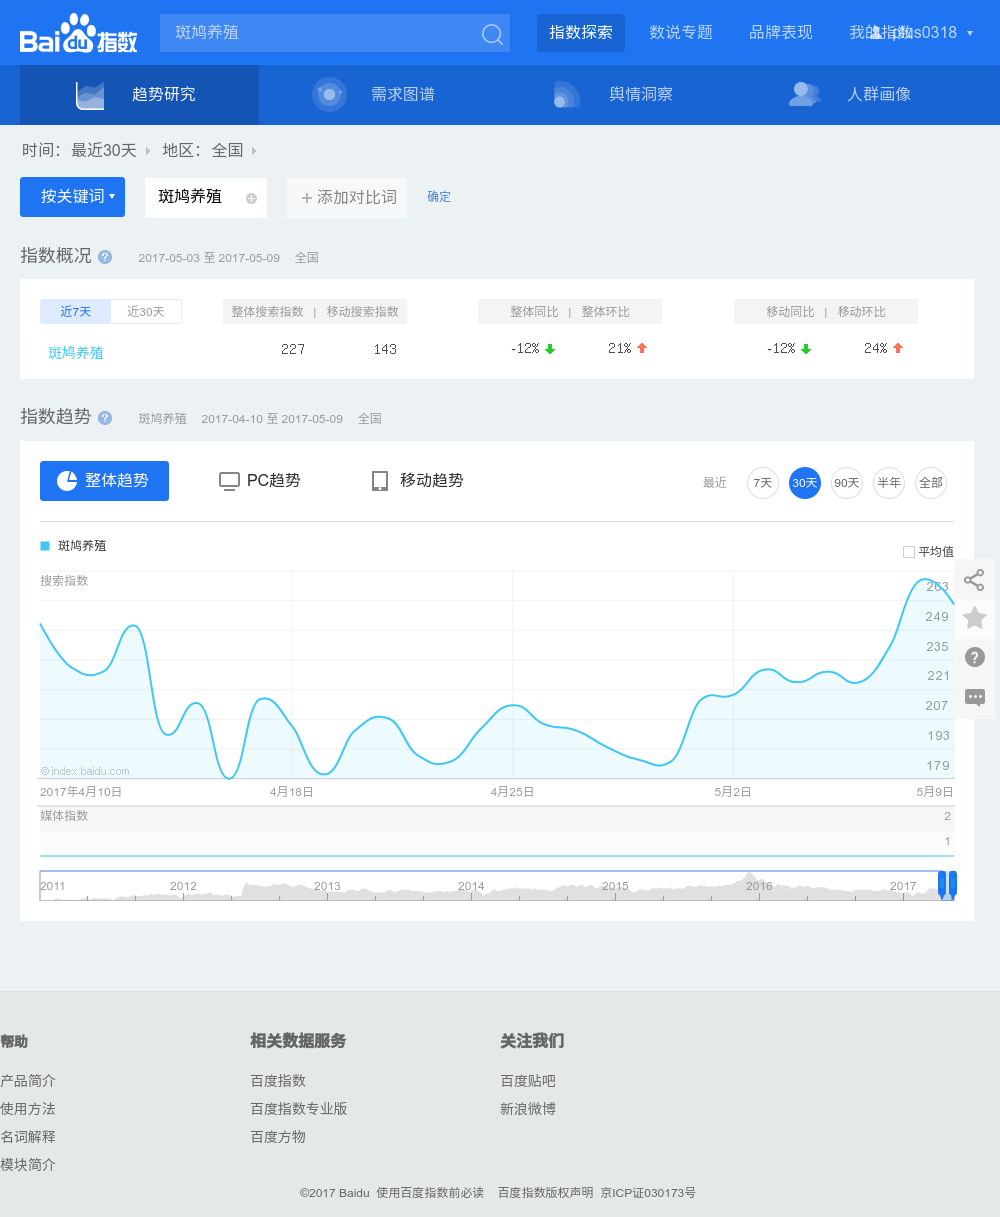 Bai du 指数
斑鸠养殖
指数探索 数说专题 品牌表现 我的指数 plus0318
趋势研究 需求图谱 舆情洞察 人群画像
时间: 最近30天 地区: 全国
按关键词 斑鸠养殖 +添加对比词 确定
指数概况 ? 2017-05-03 至 2017-05-09 全国
近7天 近30天 整体搜索指数 | 移动搜索指数 整体同比 | 整体环比 移动同比 | 移动环比
斑鸠养殖 227 143 -12% 21% -12% 24%
指数趋势 ? 斑鸠养殖 2017-04-10 至 2017-05-09 全国
整体趋势 PC趋势 移动趋势 最近 7天 30天 90天 半年 全部
斑鸠养殖
平均值
搜索指数
263
249
235
221
207
193
179
©index.baidu.com
2017年4月10日 4月18日 4月25日 5月2日 5月9日
媒体指数 2
1
2011 2012 2013 2014 2015 2016 2017
帮助 相关数据服务 关注我们
产品简介 百度指数 百度贴吧
使用方法 百度指数专业版 新浪微博
名词解释 百度方物
模块简介
©2017 Baidu 使用百度指数前必读 百度指数版权声明 京ICP证030173号